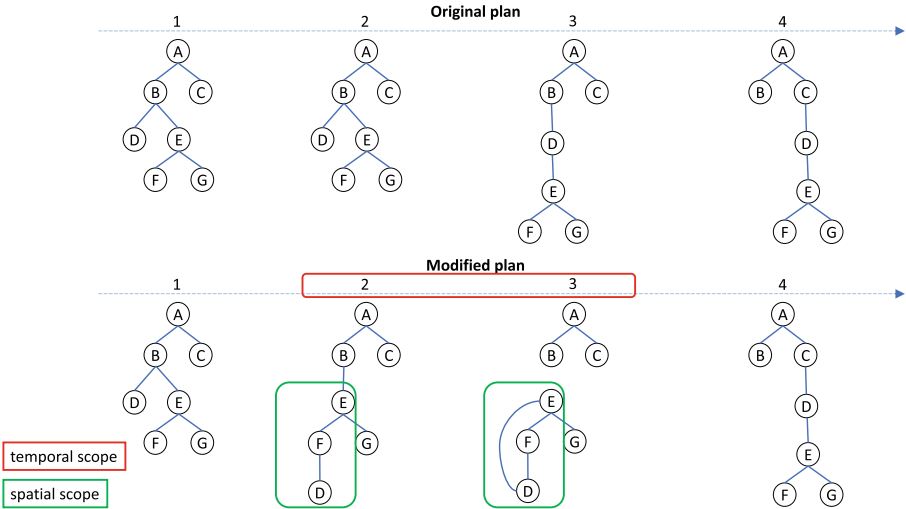 Original plan
1 2 3 4
A A A A
B C B C B C B C
D E D E D D
F G F G E E
F G F G
Modified plan
1 2 3 4
A A A A
B C B C B C B C
D E E E D
F G F G F G E
temporal scope
spatial scope D D F G